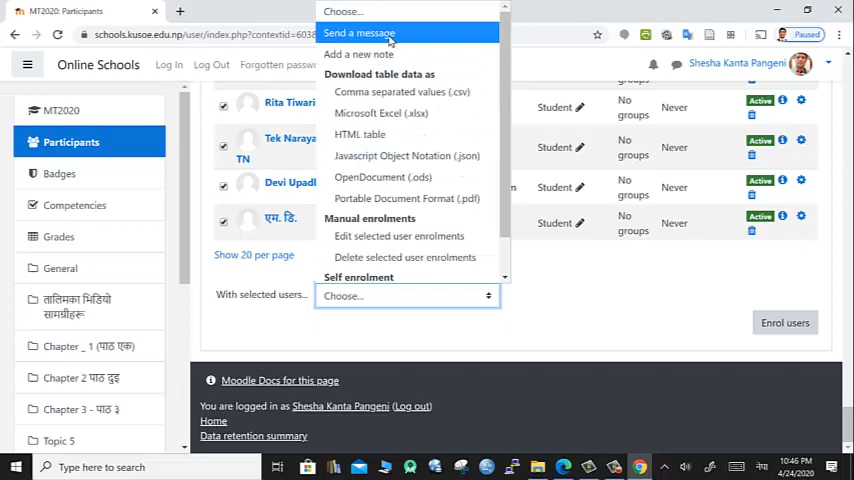 MT2020: Participants
schools.kusoe.edu.np/user/index.php?contextid=6038
Paused
Online Schools
Log In
Log Out
Forgotten passw
Shesha Kanta Pangeni
MT2020
Participants
Badges
Competencies
Grades
General
तालिमका भिडियो
सामग्रीहरू
Chapter _ 1 (पाठ एक)
Chapter 2 पाठ दुइ
Chapter 3 - पाठ ३
Topic 5
groups
Rita Tiwari
Student
No
groups
Never
Active
Tek Naraya
TN
Student
No
groups
Never
Active
Devi Upadh
m
Student
No
groups
Never
Active
एम. डि.
Student
No
groups
Never
Active
Show 20 per page
With selected users...
Choose...
Choose...
Send a message
Add a new note
Download table data as
Comma separated values (.csv)
Microsoft Excel (.xlsx)
HTML table
Javascript Object Notation (.json)
OpenDocument (.ods)
Portable Document Format (.pdf)
Manual enrolments
Edit selected user enrolments
Delete selected user enrolments
Self enrolment
Enrol users
Moodle Docs for this page
You are logged in as Shesha Kanta Pangeni (Log out)
Home
Data retention summary
Type here to search
नेपा
10:46 PM
4/24/2020